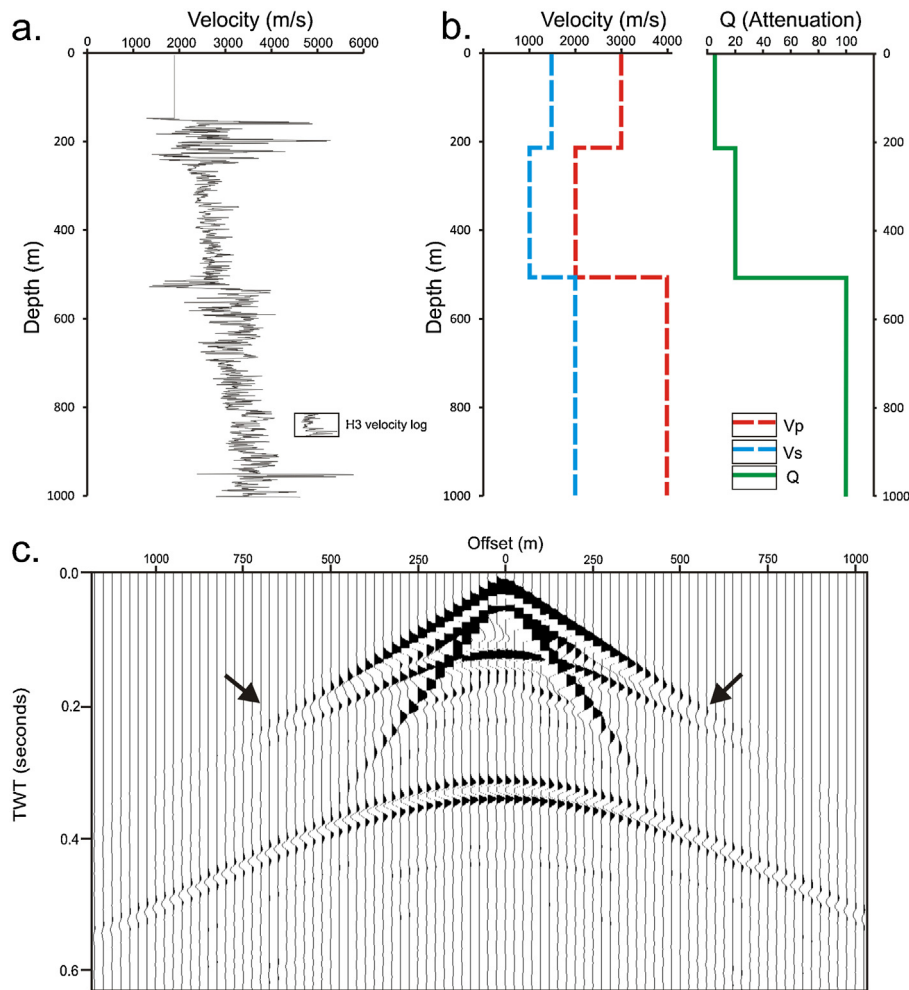 a.
Velocity (m/s)
0 1000 2000 3000 4000 5000 6000
Depth (m)
0
200
400
600
800
1000
H3 velocity log
b.
Velocity (m/s)
1000 2000 3000 4000
Q (Attenuation)
0 20 40 60 80 100
Depth (m)
0
200
400
600
800
1000
0
200
400
600
800
1000
Vp
Vs
Q
c.
Offset (m)
1000 750 500 250 0 250 500 750 1000
TWT (seconds)
0.0
0.2
0.4
0.6